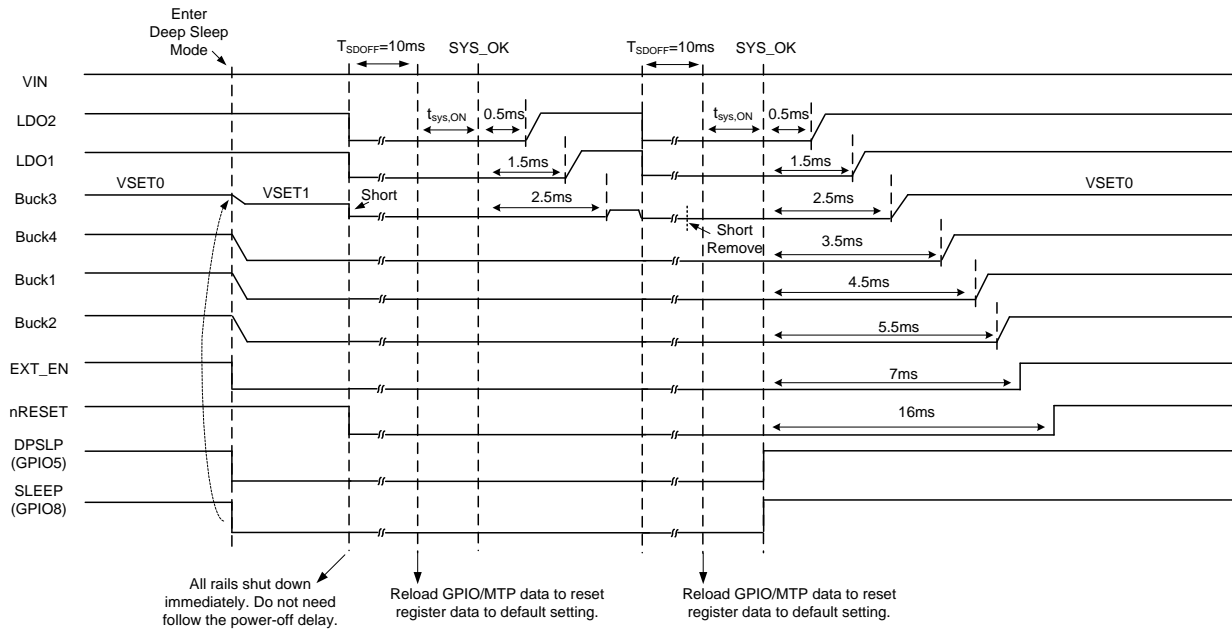 Enter
Deep Sleep
Mode
T_SDOFF=10ms
SYS_OK
T_SDOFF=10ms
SYS_OK
VIN
LDO2
t_sys,ON
0.5ms
t_sys,ON
0.5ms
LDO1
1.5ms
1.5ms
Buck3
VSET0
VSET1
Short
2.5ms
Short
Remove
2.5ms
VSET0
Buck4
3.5ms
Buck1
4.5ms
Buck2
5.5ms
EXT_EN
7ms
nRESET
16ms
DPSLP
(GPIO5)
SLEEP
(GPIO8)
All rails shut down
immediately. Do not need
follow the power-off delay.
Reload GPIO/MTP data to reset
register data to default setting.
Reload GPIO/MTP data to reset
register data to default setting.